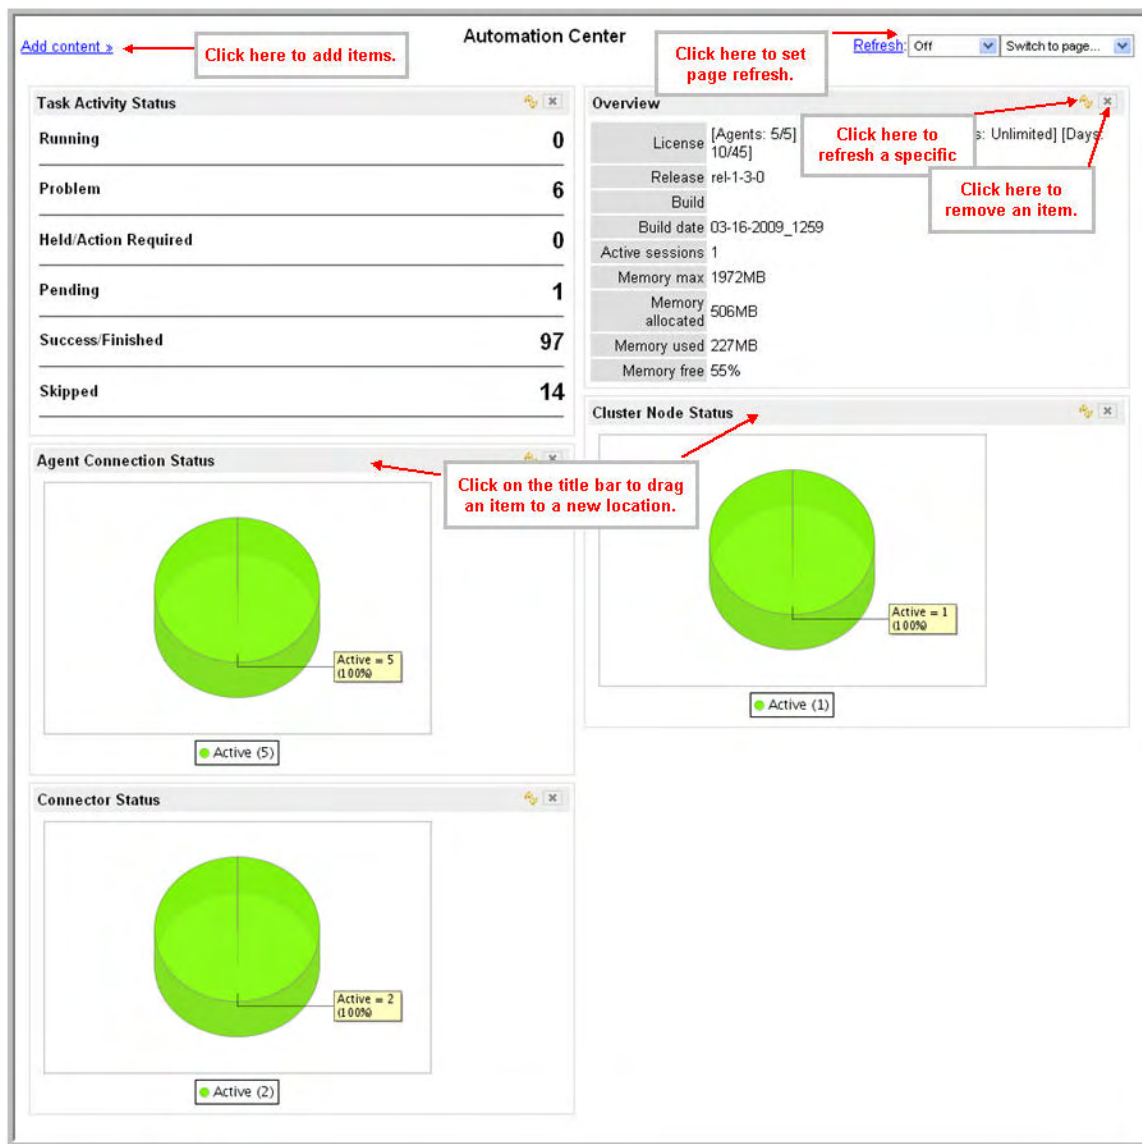 Automation Center
Add content »
Click here to add items.
Click here to set
page refresh.
Refresh: Off Switch to page...
Task Activity Status
Running 0
Problem 6
Held/Action Required 0
Pending 1
Success/Finished 97
Skipped 14
Overview
License [Agents: 5/5] s: Unlimited] [Days:
10/45]
Release rel-1-3-0
Build
Build date 03-16-2009_1259
Active sessions 1
Memory max 1972MB
Memory
allocated 506MB
Memory used 227MB
Memory free 55%
Click here to
refresh a specific
Click here to
remove an item.
Agent Connection Status
Active = 5
(100%)
Active (5)
Click on the title bar to drag
an item to a new location.
Cluster Node Status
Active = 1
(100%)
Active (1)
Connector Status
Active = 2
(100%)
Active (2)